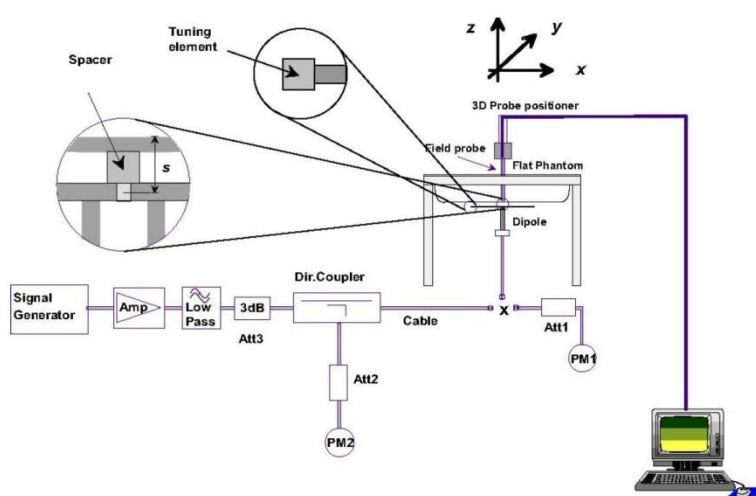 Tuning
element
Spacer
s
z
y
x
3D Probe positioner
Field probe
Flat Phantom
Dipole
Signal
Generator
Amp
Low
Pass
3dB
Att3
Dir.Coupler
Cable
x
Att1
PM1
Att2
PM2